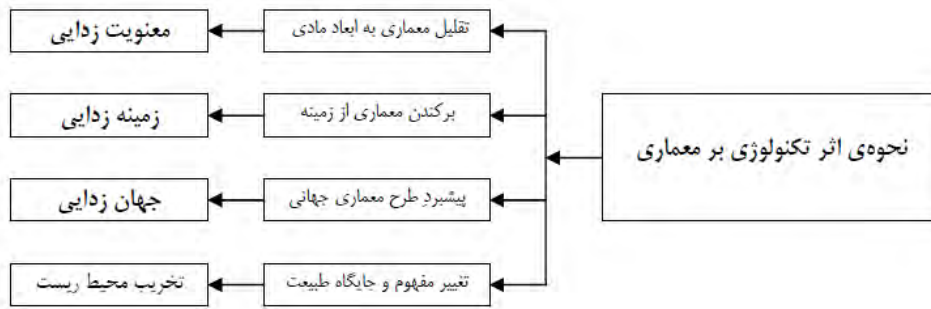 نحوه‌ی اثر تکنولوژی بر معماری
تقلیل معماری به ابعاد مادی
معنویت زدایی
برکندن معماری از زمینه
زمینه زدایی
پیشبردِ طرح معماری جهانی
جهان زدایی
تغییر مفهوم و جایگاه طبیعت
تخریب محیط ریست